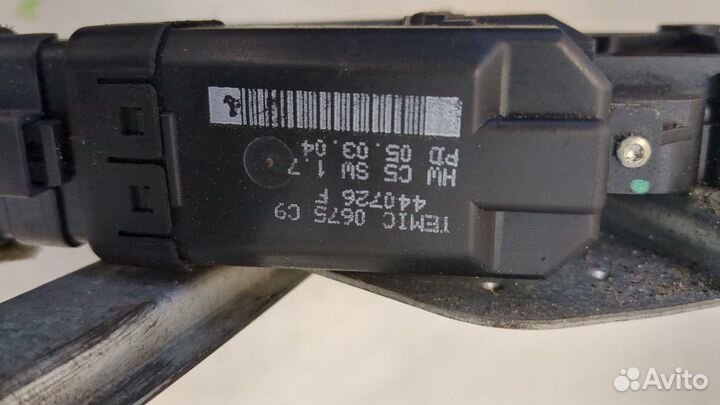 TEMIC 0675 C9
440726 F
HW C5 SW 1.7
PD 05.03.04
Avito